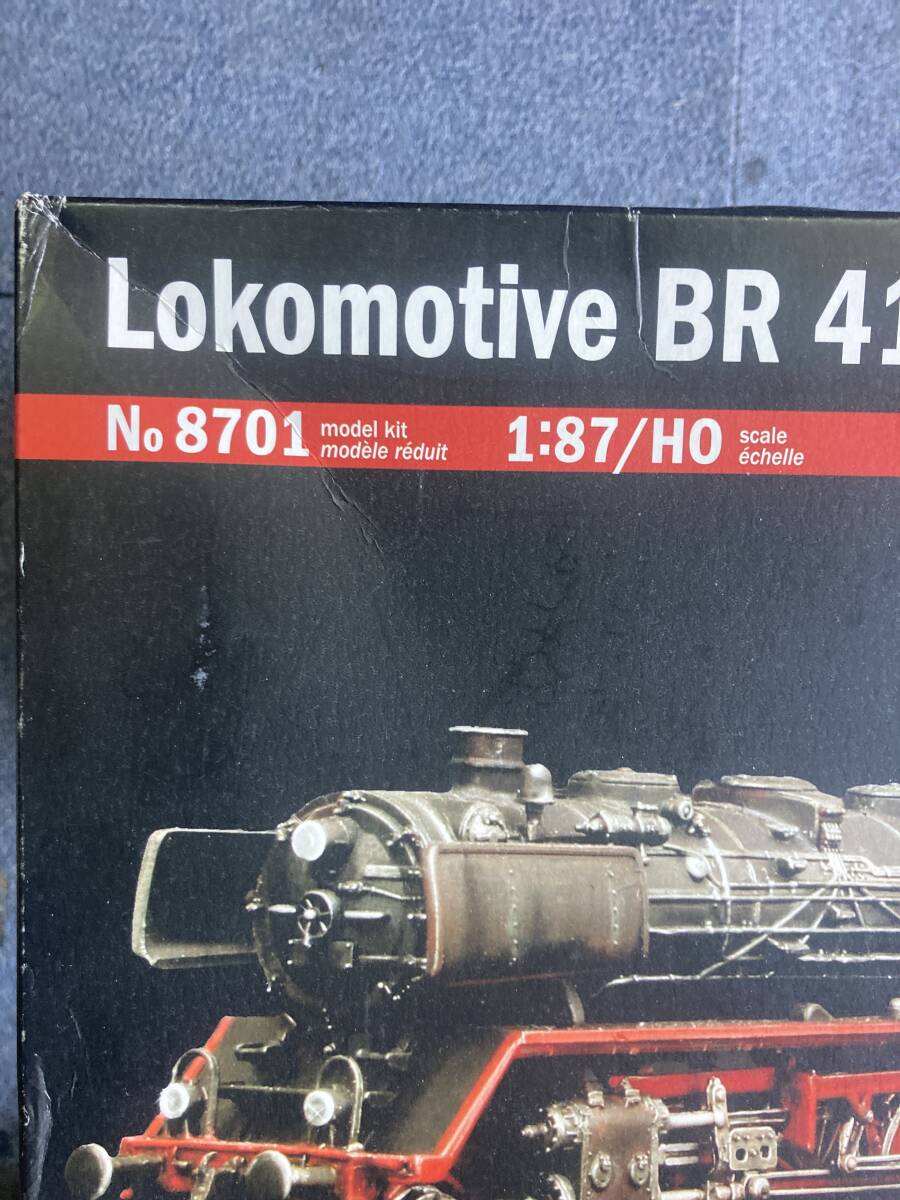 Lokomotive BR 41
No 8701 model kit 1:87/HO scale
modèle réduit échelle